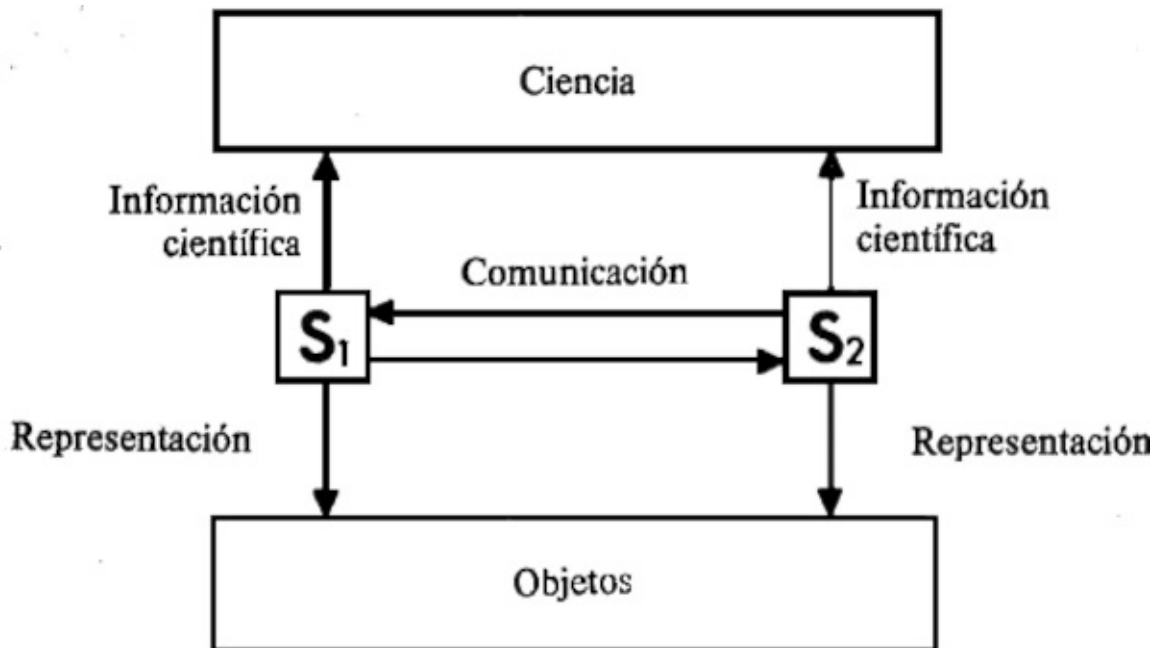 Ciencia
Información
científica
Información
científica
Comunicación
S₁
S₂
Representación
Representación
Objetos